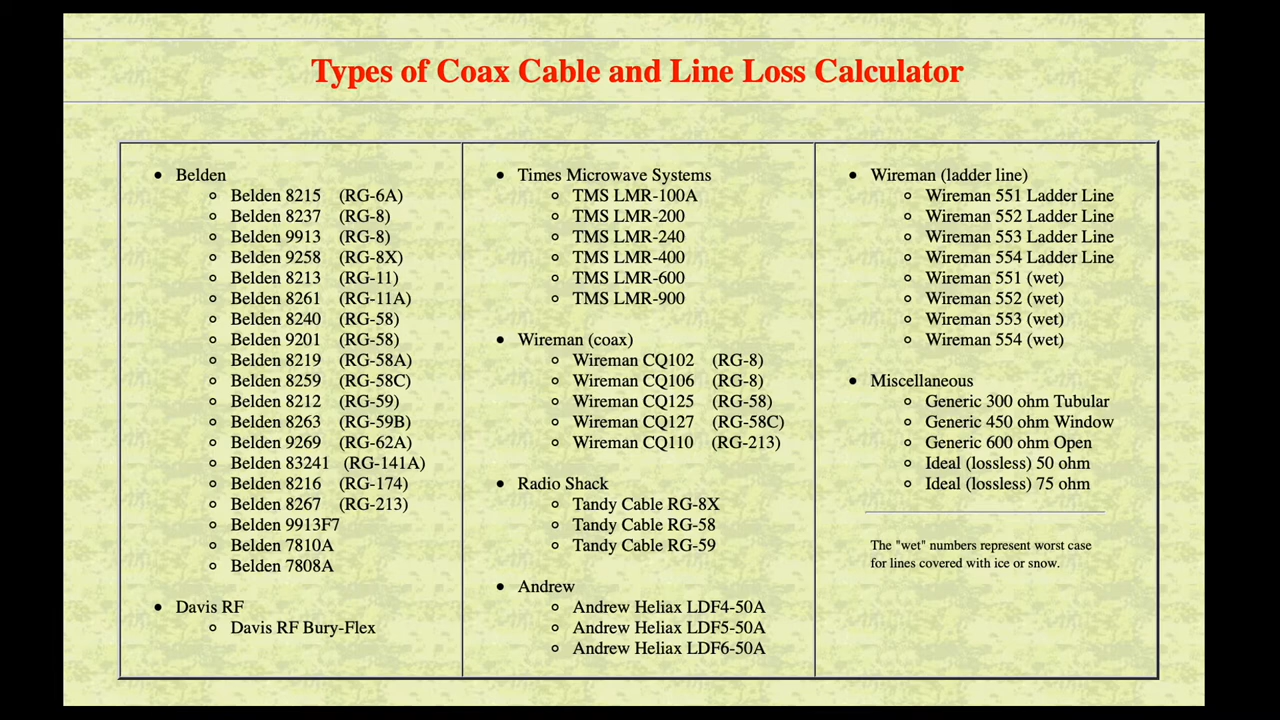 Types of Coax Cable and Line Loss Calculator
Belden
Belden 8215 (RG-6A)
Belden 8237 (RG-8)
Belden 9913 (RG-8)
Belden 9258 (RG-8X)
Belden 8213 (RG-11)
Belden 8261 (RG-11A)
Belden 8240 (RG-58)
Belden 9201 (RG-58)
Belden 8219 (RG-58A)
Belden 8259 (RG-58C)
Belden 8212 (RG-59)
Belden 8263 (RG-59B)
Belden 9269 (RG-62A)
Belden 83241 (RG-141A)
Belden 8216 (RG-174)
Belden 8267 (RG-213)
Belden 9913F7
Belden 7810A
Belden 7808A
Davis RF
Davis RF Bury-Flex
Times Microwave Systems
TMS LMR-100A
TMS LMR-200
TMS LMR-240
TMS LMR-400
TMS LMR-600
TMS LMR-900
Wireman (coax)
Wireman CQ102 (RG-8)
Wireman CQ106 (RG-8)
Wireman CQ125 (RG-58)
Wireman CQ127 (RG-58C)
Wireman CQ110 (RG-213)
Radio Shack
Tandy Cable RG-8X
Tandy Cable RG-58
Tandy Cable RG-59
Andrew
Andrew Heliax LDF4-50A
Andrew Heliax LDF5-50A
Andrew Heliax LDF6-50A
Wireman (ladder line)
Wireman 551 Ladder Line
Wireman 552 Ladder Line
Wireman 553 Ladder Line
Wireman 554 Ladder Line
Wireman 551 (wet)
Wireman 552 (wet)
Wireman 553 (wet)
Wireman 554 (wet)
Miscellaneous
Generic 300 ohm Tubular
Generic 450 ohm Window
Generic 600 ohm Open
Ideal (lossless) 50 ohm
Ideal (lossless) 75 ohm
The "wet" numbers represent worst case
for lines covered with ice or snow.